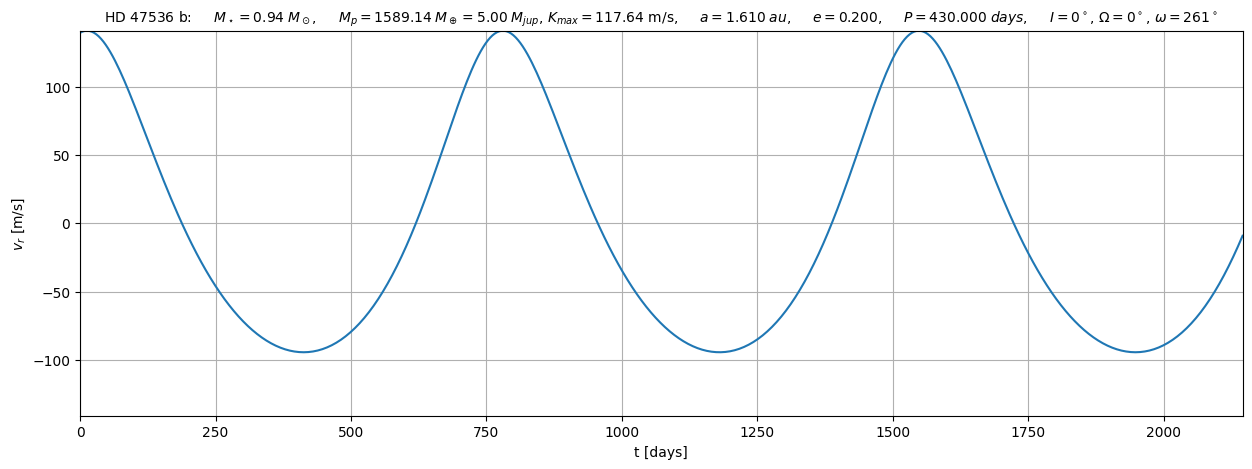 HD 47536 b: M⋆ = 0.94 M⊙, Mp = 1589.14 M⊕ = 5.00 Mjup, Kmax = 117.64 m/s, a = 1.610 au, e = 0.200, P = 430.000 days, I = 0°, Ω = 0°, ω = 261°
100
50
0
−50
−100
vr [m/s]
0 250 500 750 1000 1250 1500 1750 2000
t [days]